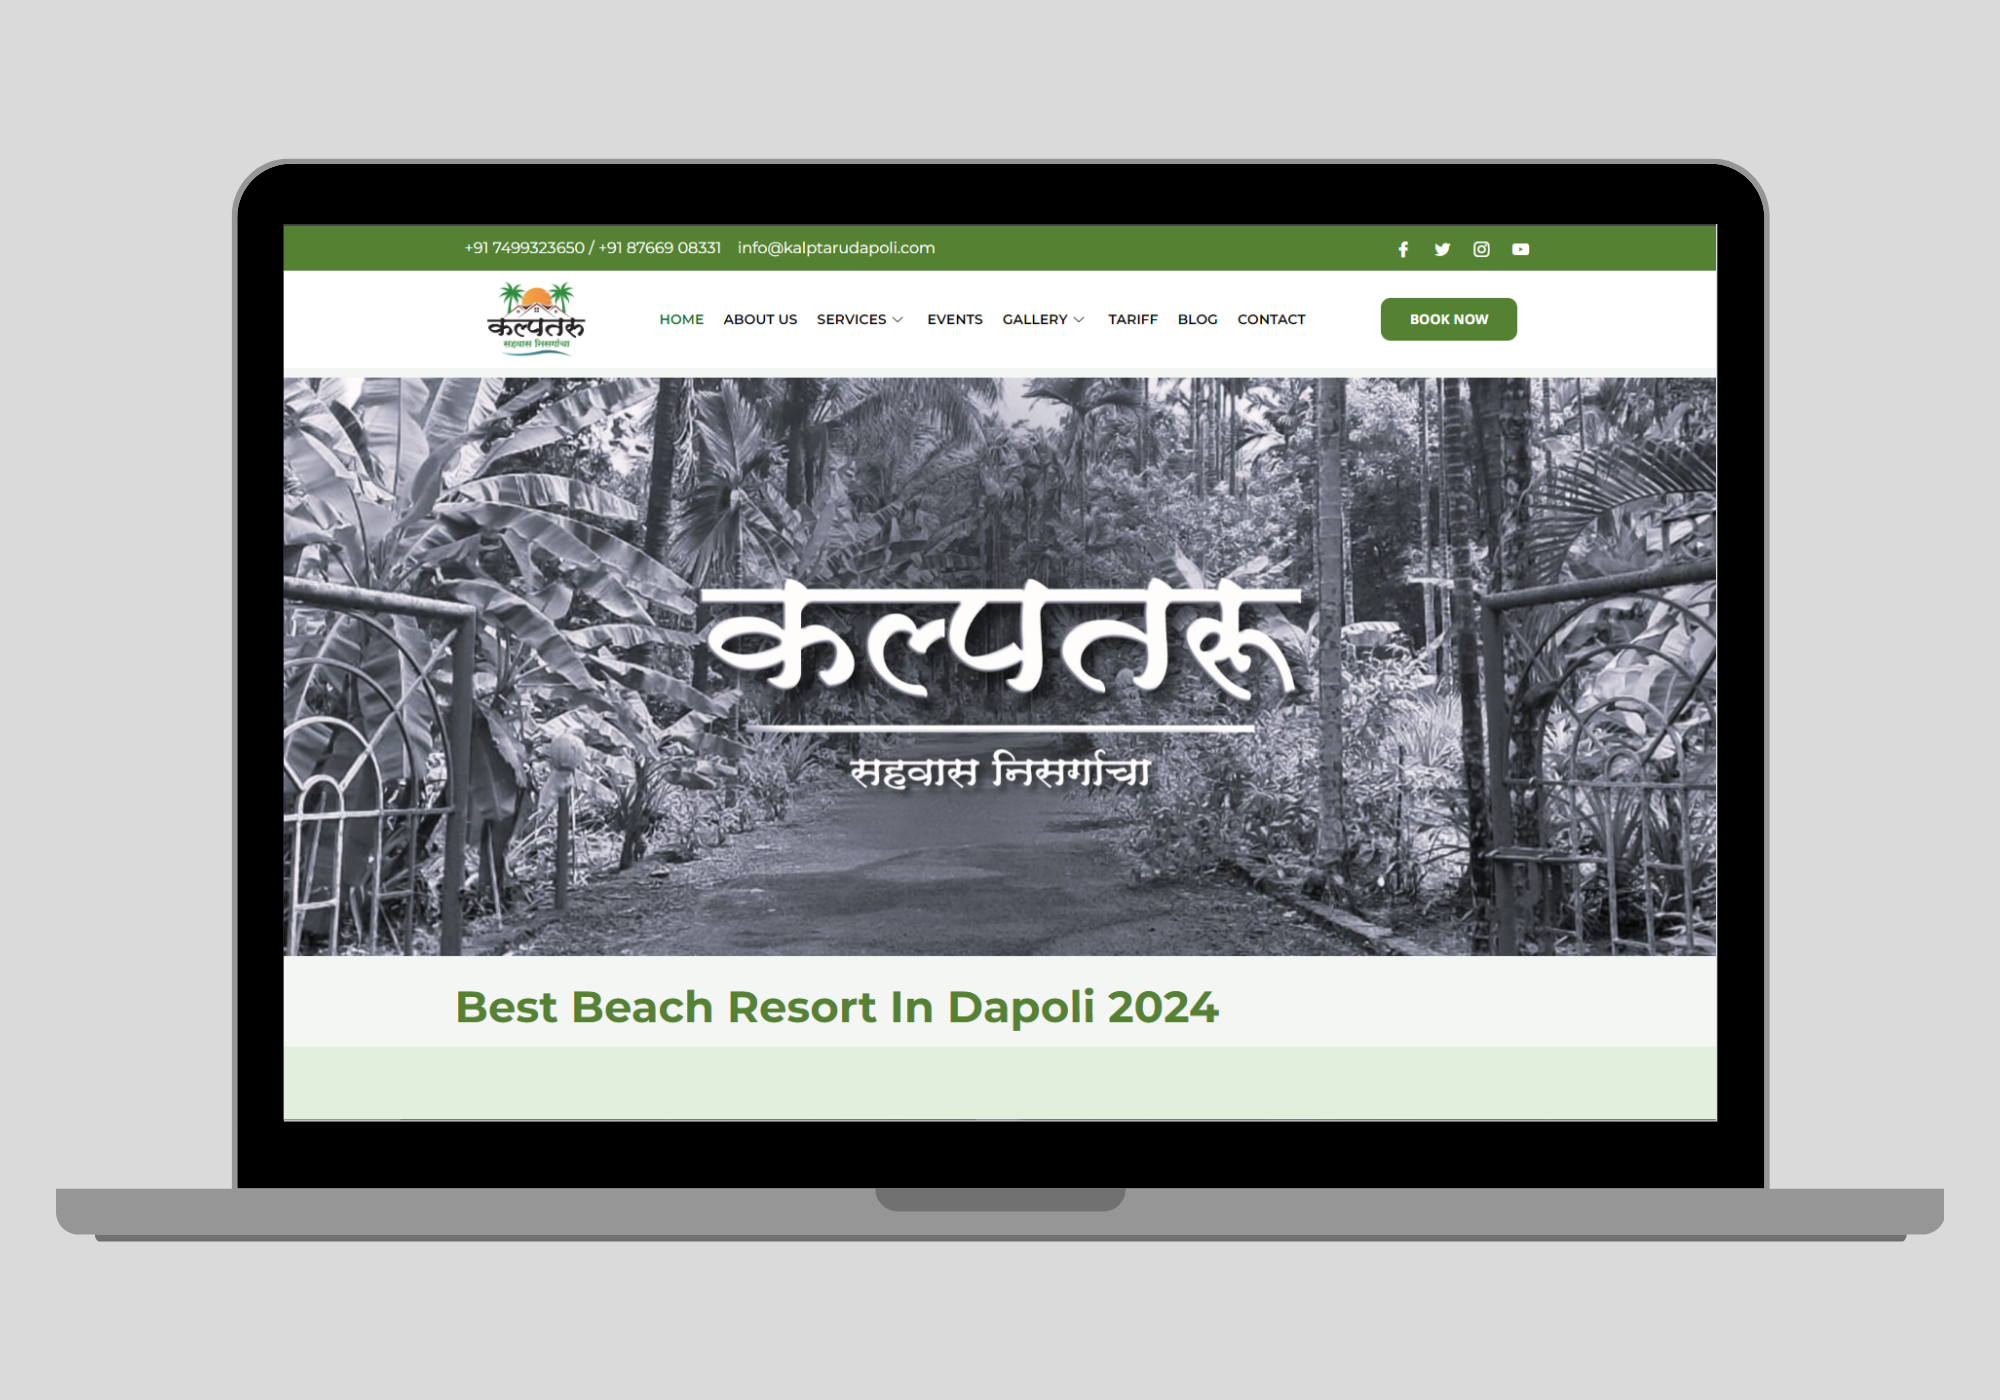 +91 7499323650 / +91 87669 08331 info@kalptarudapoli.com
कल्पतरू
सहवास निसर्गाचा
HOME ABOUT US SERVICES EVENTS GALLERY TARIFF BLOG CONTACT BOOK NOW
कल्पतरू
सहवास निसर्गाचा
Best Beach Resort In Dapoli 2024